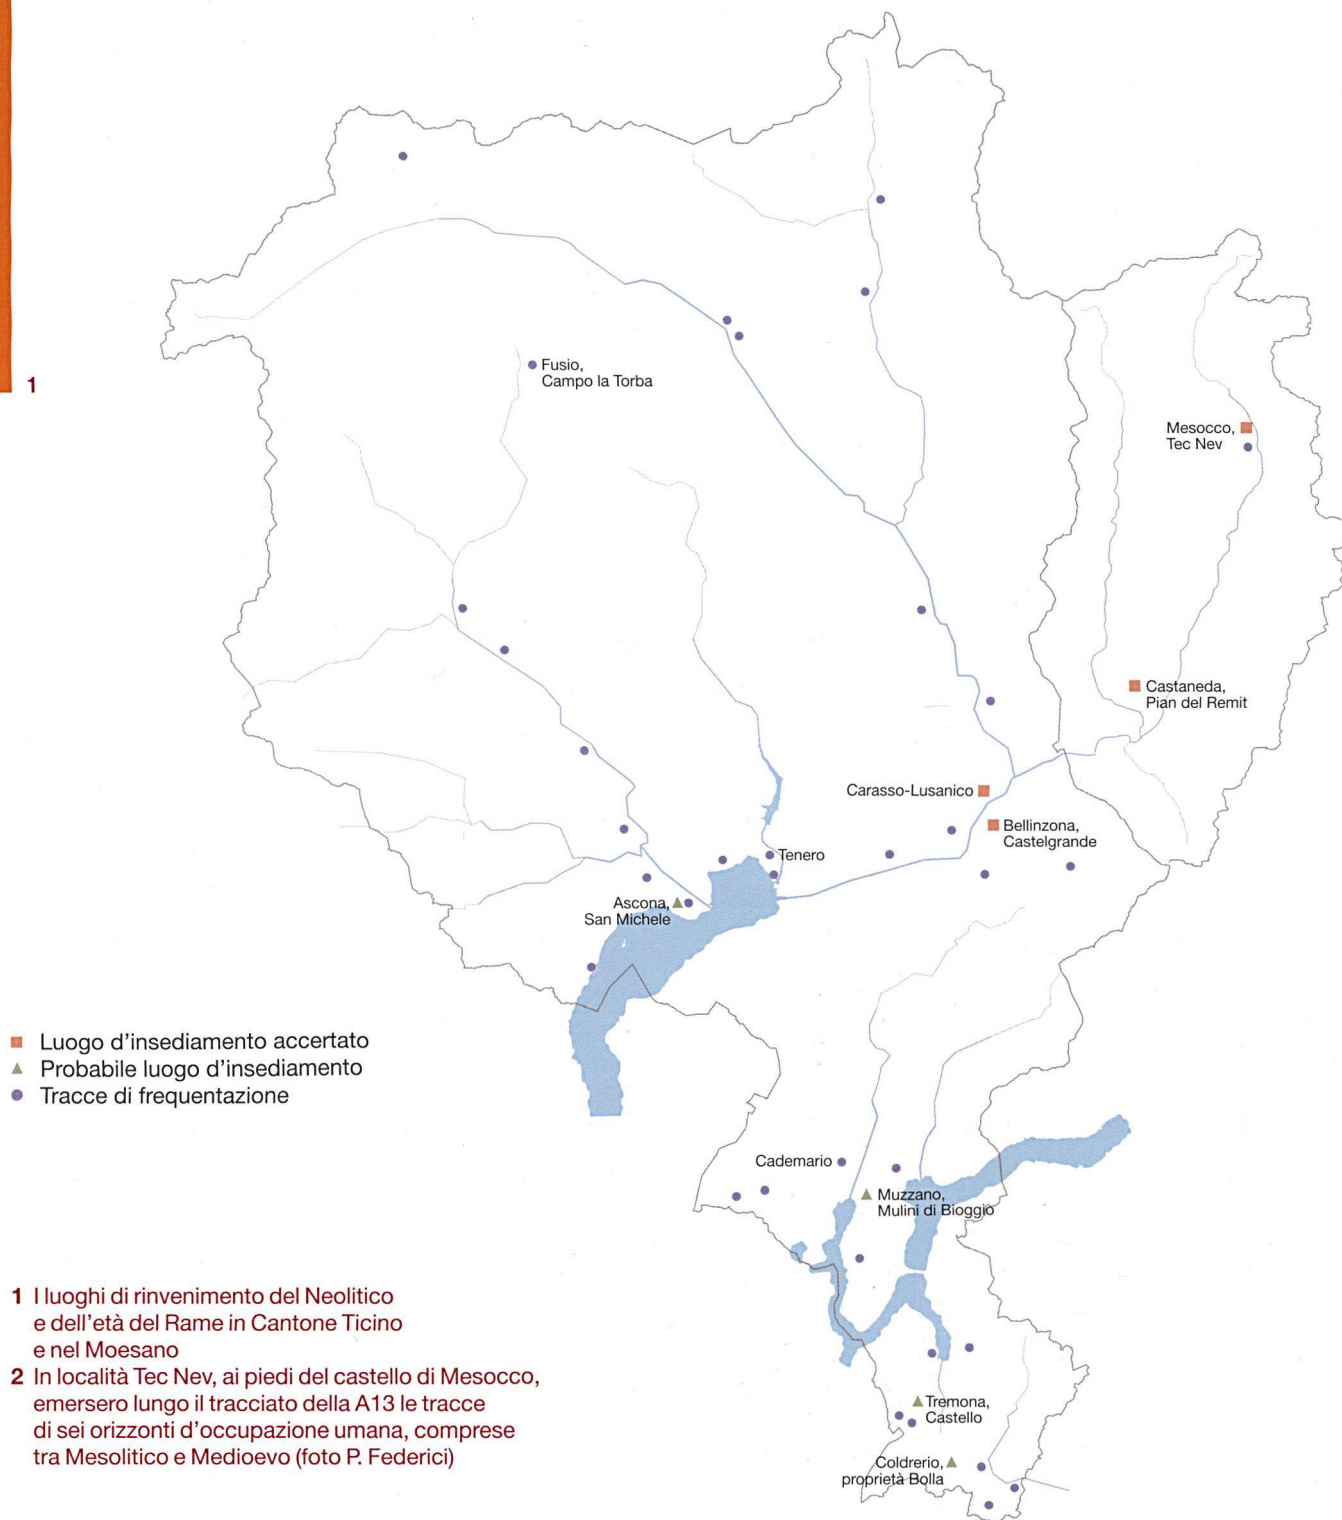 1
Fusio,
Campo la Torba
Mesocco,
Tec Nev
Castaneda,
Pian del Remit
Carasso-Lusanico
Bellinzona,
Castelgrande
Tenero
Ascona,
San Michele
Luogo d'insediamento accertato
Probabile luogo d'insediamento
Tracce di frequentazione
Cademario
Muzzano,
Mulini di Bioggio
Tremona,
Castello
Coldrerio,
proprietà Bolla
1 I luoghi di rinvenimento del Neolitico
e dell'età del Rame in Cantone Ticino
e nel Moesano
2 In località Tec Nev, ai piedi del castello di Mesocco,
emersero lungo il tracciato della A13 le tracce
di sei orizzonti d'occupazione umana, comprese
tra Mesolitico e Medioevo (foto P. Federici)